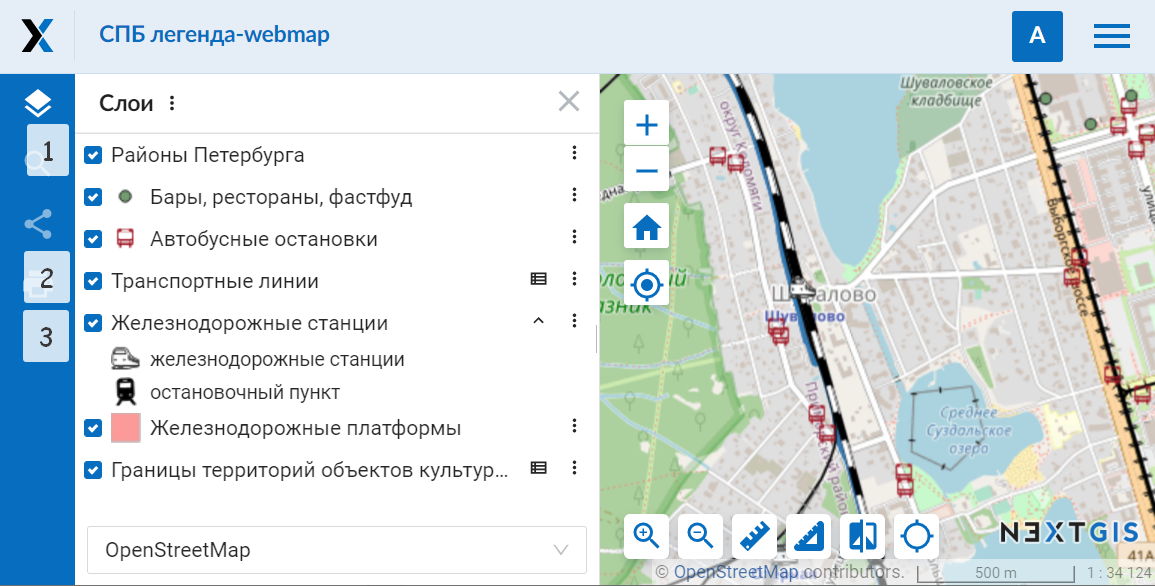 СПБ легенда-webmap
A
Слои
1
2
3
Районы Петербурга
Бары, рестораны, фастфуд
Автобусные остановки
Транспортные линии
Железнодорожные станции
железнодорожные станции
остановочный пункт
Железнодорожные платформы
Границы территорий объектов культур...
OpenStreetMap
Шуваловское
кладбище
округ Коломяги
Выборгское шоссе
улица
Шувалово
Шувалово
Среднее
Суздальское
озеро
NEXTGIS
41А
© OpenStreetMap contributors.
500 m
1 : 34 124